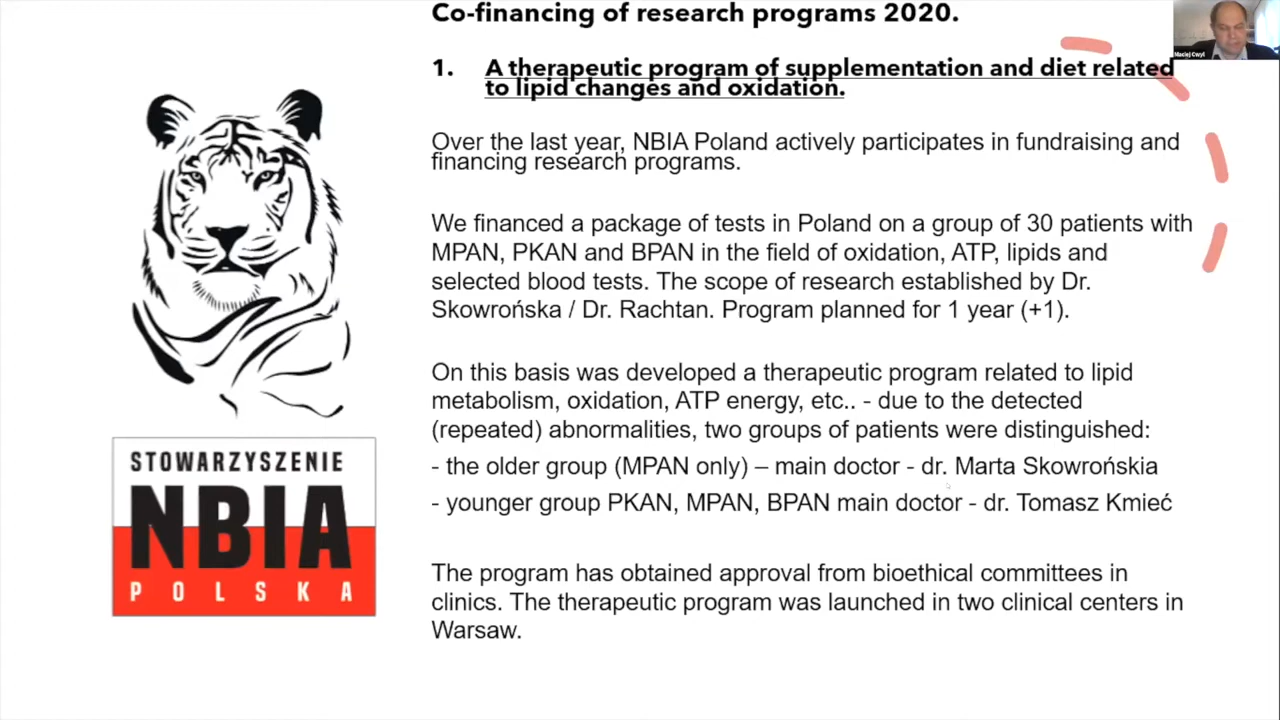 Co-financing of research programs 2020.
Maciej Cwyl
1. A therapeutic program of supplementation and diet related
to lipid changes and oxidation.
Over the last year, NBIA Poland actively participates in fundraising and
financing research programs.
We financed a package of tests in Poland on a group of 30 patients with
MPAN, PKAN and BPAN in the field of oxidation, ATP, lipids and
selected blood tests. The scope of research established by Dr.
Skowrońska / Dr. Rachtan. Program planned for 1 year (+1).
On this basis was developed a therapeutic program related to lipid
metabolism, oxidation, ATP energy, etc.. - due to the detected
(repeated) abnormalities, two groups of patients were distinguished:
- the older group (MPAN only) – main doctor - dr. Marta Skowrońskia
- younger group PKAN, MPAN, BPAN main doctor - dr. Tomasz Kmieć
The program has obtained approval from bioethical committees in
clinics. The therapeutic program was launched in two clinical centers in
Warsaw.
STOWARZYSZENIE
NBIA
POLSKA